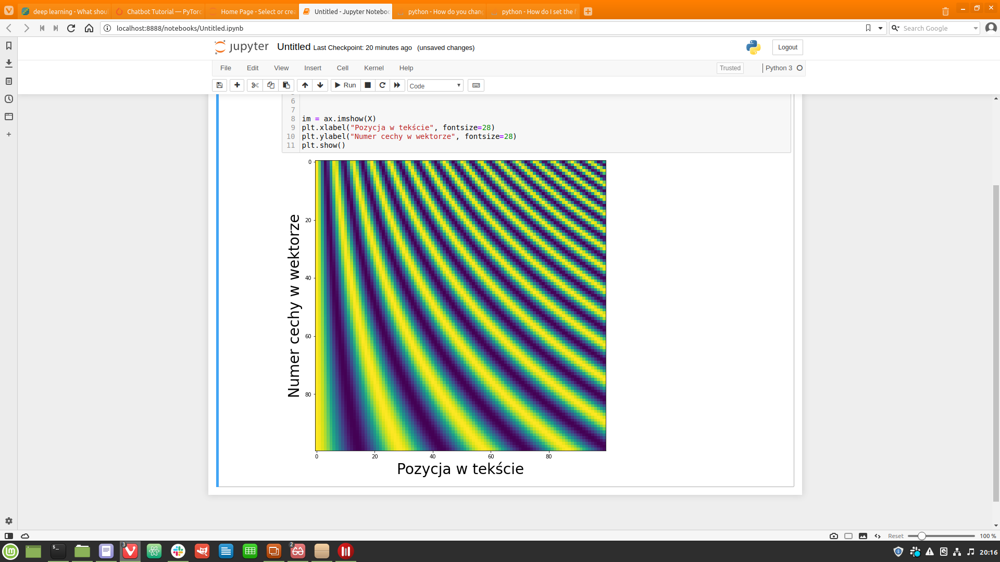 deep learning - What shou
Chatbot Tutorial — PyTorc
Home Page - Select or crea
Untitled - Jupyter Noteboo
python - How do you chang
python - How do I set the f
localhost:8888/notebooks/Untitled.ipynb
Search Google
jupyter
Untitled Last Checkpoint: 20 minutes ago (unsaved changes)
Logout
File Edit View Insert Cell Kernel Help
Trusted
Python 3
Run
Code
6
7
8 im = ax.imshow(X)
9 plt.xlabel("Pozycja w tekście", fontsize=28)
10 plt.ylabel("Numer cechy w wektorze", fontsize=28)
11 plt.show()
0
20
40
60
80
Numer cechy w wektorze
0 20 40 60 80
Pozycja w tekście
Reset
100 %
$_
3
2
20:16